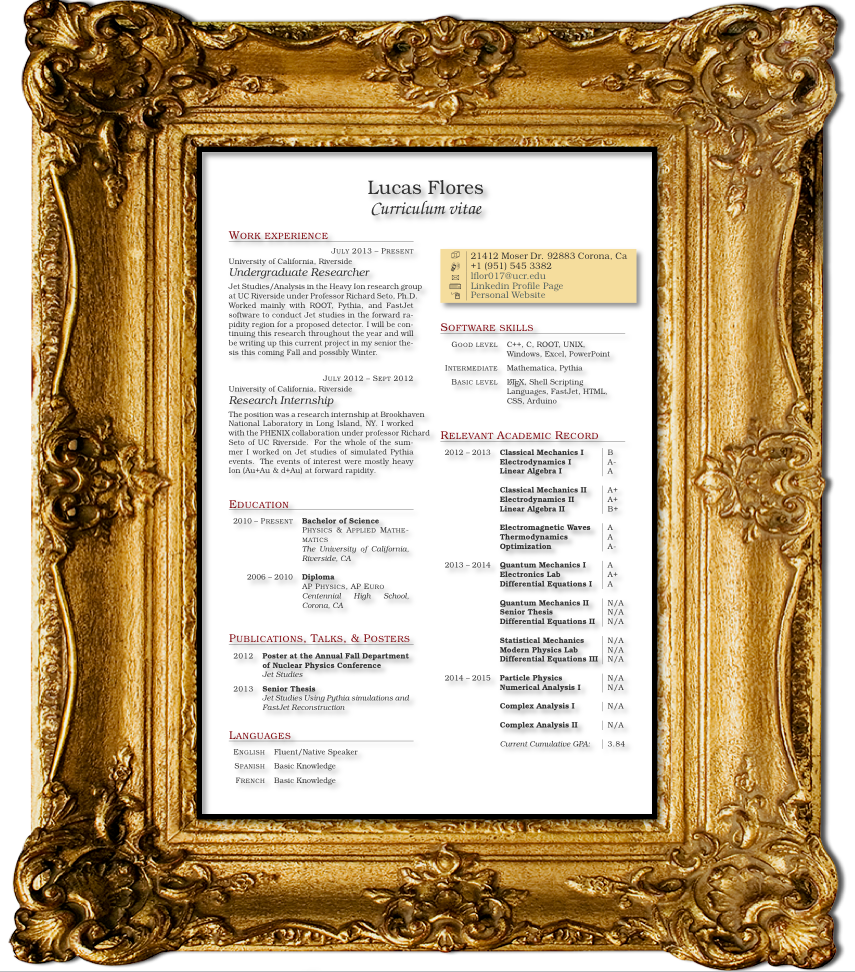 Lucas Flores
Curriculum vitae
Work experience
July 2013 – Present
University of California, Riverside
Undergraduate Researcher
Jet Studies/Analysis in the Heavy Ion research group
at UC Riverside under Professor Richard Seto, Ph.D.
Worked mainly with ROOT, Pythia, and FastJet
software to conduct Jet studies in the forward ra-
pidity region for a proposed detector. I will be con-
tinuing this research throughout the year and will
be writing up this current project in my senior the-
sis this coming Fall and possibly Winter.
July 2012 – Sept 2012
University of California, Riverside
Research Internship
The position was a research internship at Brookhaven
National Laboratory in Long Island, NY. I worked
with the PHENIX collaboration under professor Richard
Seto of UC Riverside. For the whole of the sum-
mer I worked on Jet studies of simulated Pythia
events. The events of interest were mostly heavy
Ion (Au+Au & d+Au) at forward rapidity.
Education
2010 – Present Bachelor of Science
Physics & Applied Mathe-
matics
The University of California,
Riverside, CA
2006 – 2010 Diploma
AP Physics, AP Euro
Centennial High School,
Corona, CA
Publications, Talks, & Posters
2012 Poster at the Annual Fall Department
of Nuclear Physics Conference
Jet Studies
2013 Senior Thesis
Jet Studies Using Pythia simulations and
FastJet Reconstruction
Languages
English Fluent/Native Speaker
Spanish Basic Knowledge
French Basic Knowledge
21412 Moser Dr. 92883 Corona, Ca
+1 (951) 545 3382
lflor017@ucr.edu
Linkedin Profile Page
Personal Website
Software skills
Good level C++, C, ROOT, UNIX,
Windows, Excel, PowerPoint
Intermediate Mathematica, Pythia
Basic level LATEX, Shell Scripting
Languages, FastJet, HTML,
CSS, Arduino
Relevant Academic Record
2012 – 2013 Classical Mechanics I B
Electrodynamics I A-
Linear Algebra I A
Classical Mechanics II A+
Electrodynamics II A+
Linear Algebra II B+
Electromagnetic Waves A
Thermodynamics A
Optimization A-
2013 – 2014 Quantum Mechanics I A
Electronics Lab A+
Differential Equations I A
Quantum Mechanics II N/A
Senior Thesis N/A
Differential Equations II N/A
Statistical Mechanics N/A
Modern Physics Lab N/A
Differential Equations III N/A
2014 – 2015 Particle Physics N/A
Numerical Analysis I N/A
Complex Analysis I N/A
Complex Analysis II N/A
Current Cumulative GPA: 3.84